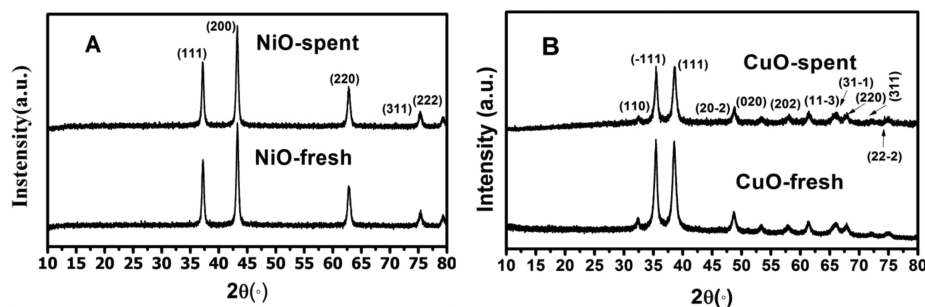 A
NiO-spent
(111)
(200)
(220)
(311)
(222)
NiO-fresh
Instensity(a.u.)
10 15 20 25 30 35 40 45 50 55 60 65 70 75 80
2θ(◦)
B
CuO-spent
(110)
(-111)
(111)
(20-2)
(020)
(202)
(11-3)
(31-1)
(220)
(311)
(22-2)
CuO-fresh
Intensity (a.u.)
10 15 20 25 30 35 40 45 50 55 60 65 70 75 80
2θ(◦)